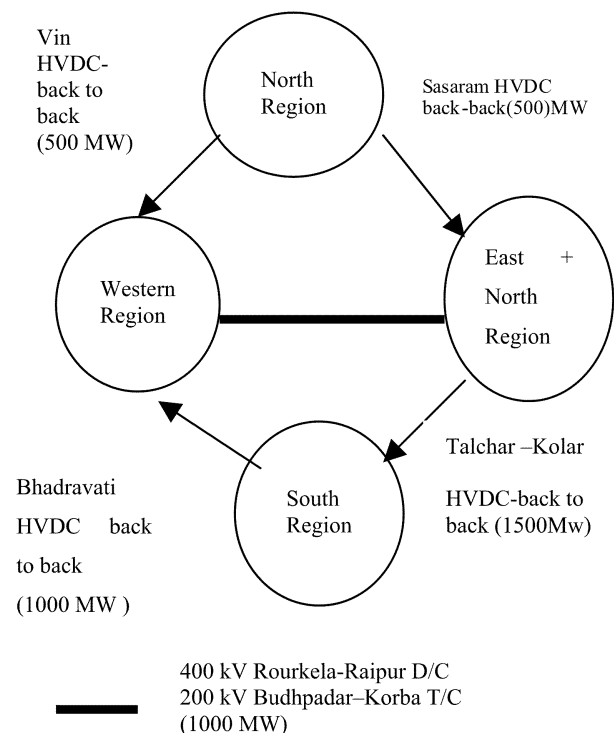 Vin
HVDC-
back to
back
(500 MW)
North
Region
Sasaram HVDC
back-back(500)MW
Western
Region
East +
North
Region
Talchar –Kolar
HVDC-back to
back (1500Mw)
South
Region
Bhadravati
HVDC back
to back
(1000 MW )
400 kV Rourkela-Raipur D/C
200 kV Budhpadar–Korba T/C
(1000 MW)